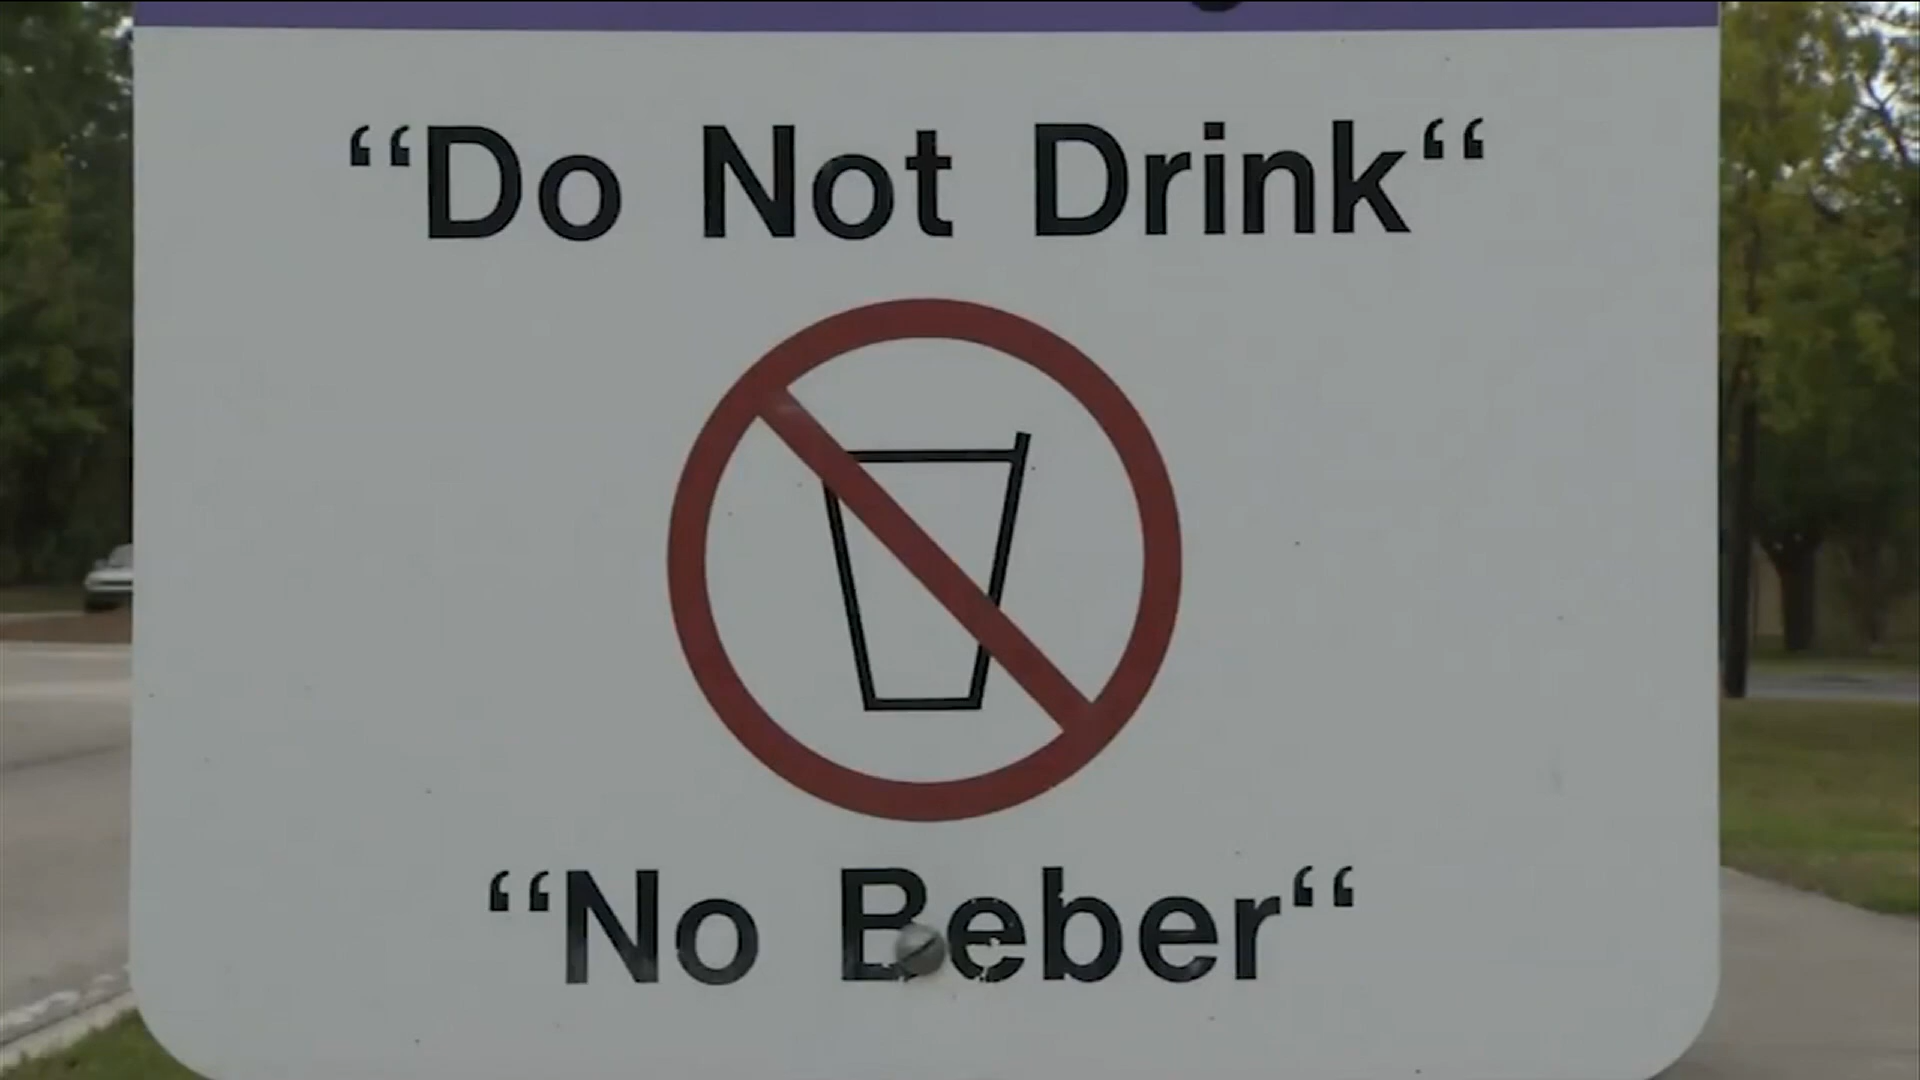 “Do Not Drink“
“No Beber“